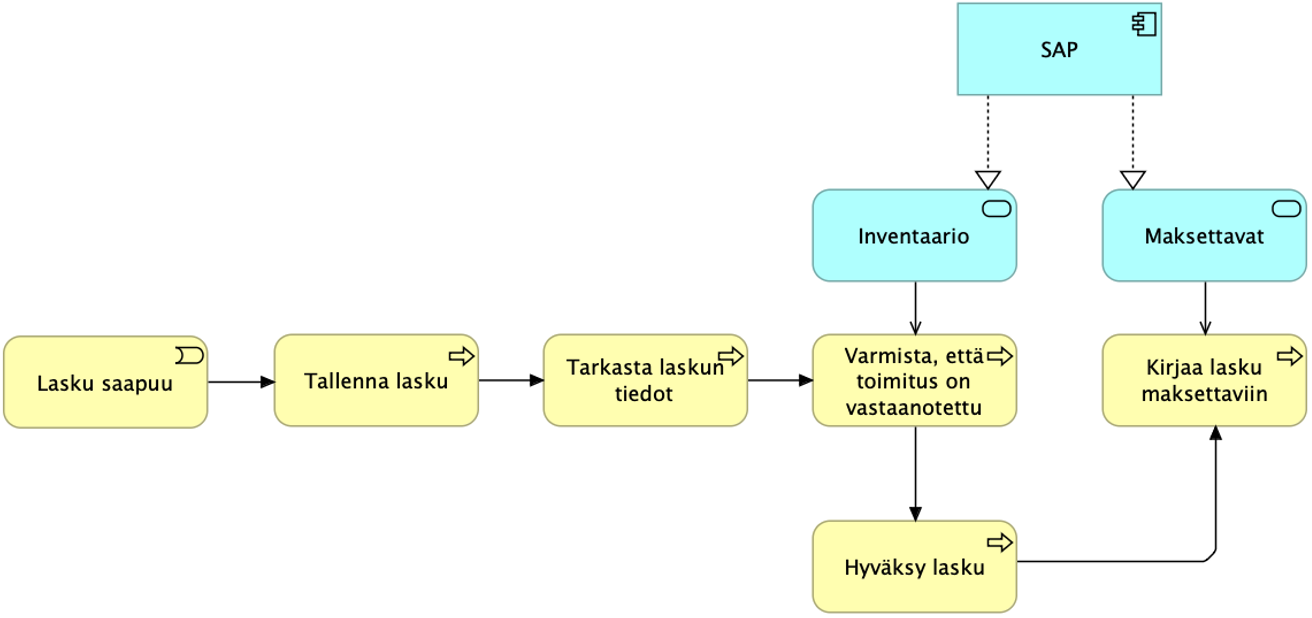 SAP
Inventaario
Maksettavat
Lasku saapuu
Tallenna lasku
Tarkasta laskun
tiedot
Varmista, että
toimitus on
vastaanotettu
Kirjaa lasku
maksettaviin
Hyväksy lasku